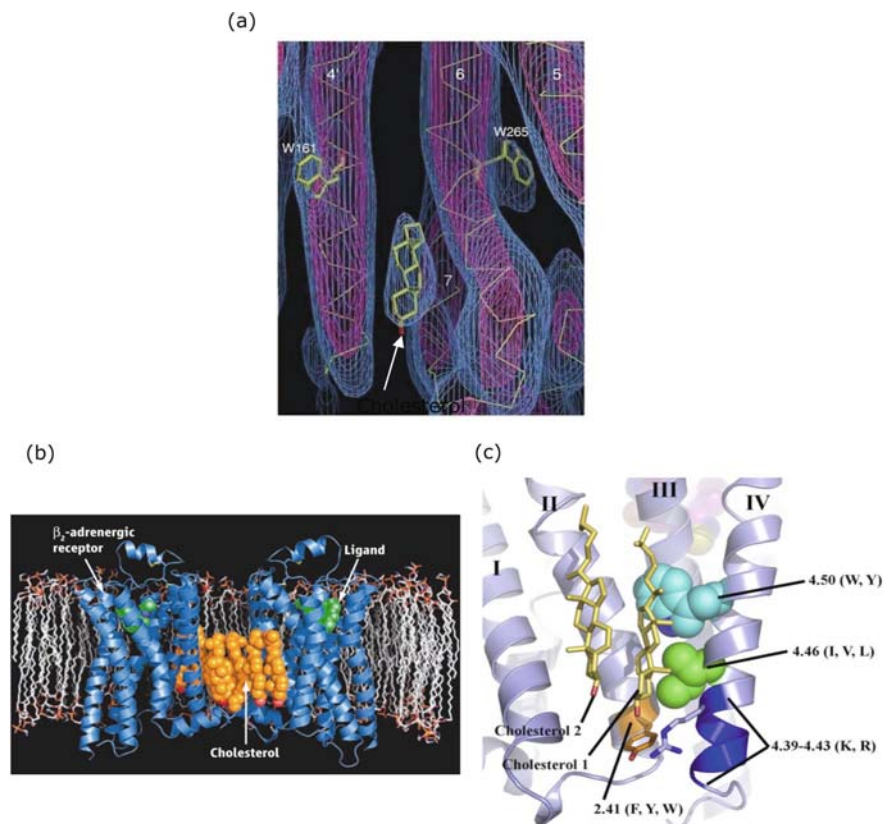 (a)
4'
6
5
W161
W265
7
Cholesterol
(b)
(c)
β₂-adrenergic
receptor
Ligand
Cholesterol
I
II
III
IV
4.50 (W, Y)
4.46 (I, V, L)
Cholesterol 2
Cholesterol 1
4.39-4.43 (K, R)
2.41 (F, Y, W)